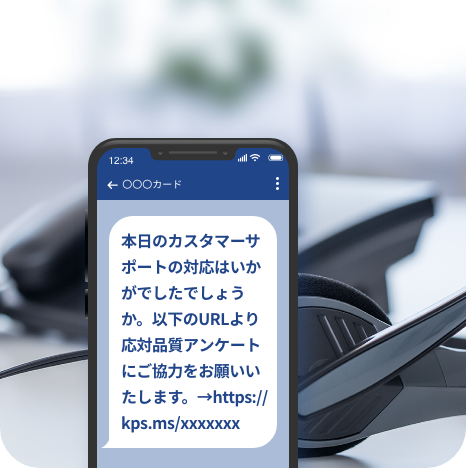 12:34
← 〇〇〇カード
本日のカスタマーサ
ポートの対応はいか
がでしたでしょう
か。以下のURLより
応対品質アンケート
にご協力をお願いい
たします。→https://
kps.ms/xxxxxxx